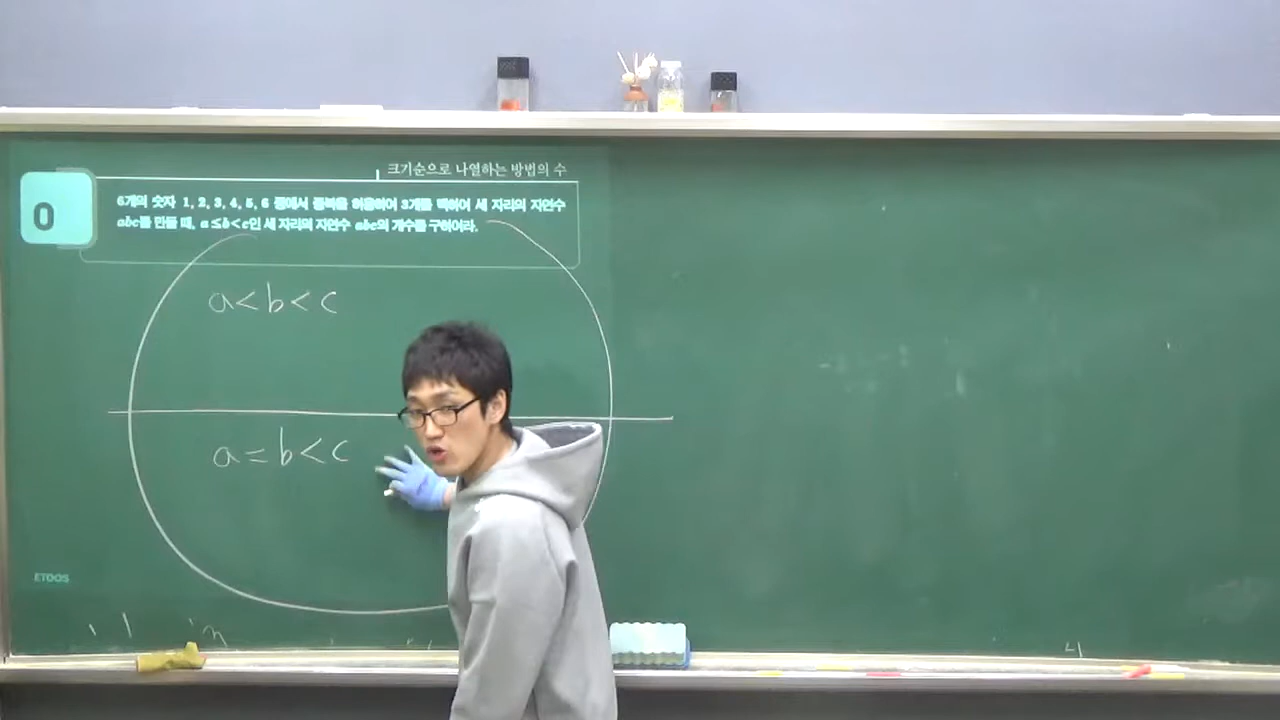 크기순으로 나열하는 방법의 수
0
6개의 숫자 1, 2, 3, 4, 5, 6 중에서 중복을 허용하여 3개를 택하여 세 자리의 자연수
abc를 만들 때, a≤b<c인 세 자리의 자연수 abc의 개수를 구하여라.
a<b<c
a=b<c
ETOOS